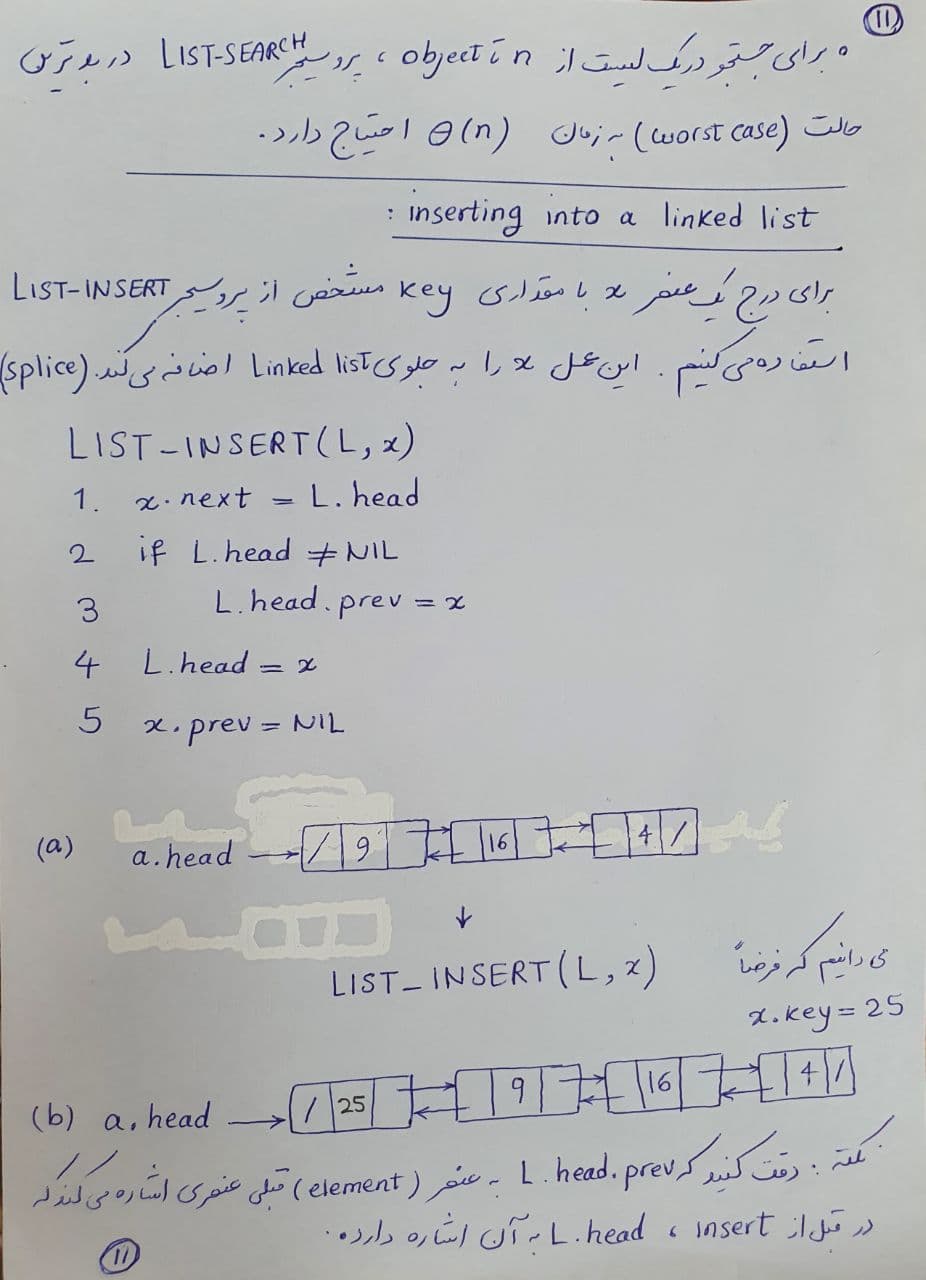 11
° برای جستجو در یک لیست از n تا object ، پروسیجر LIST-SEARCH در بدترین
حالت (worst case) به زمان θ(n) احتیاج دارد.
inserting into a linked list :
برای درج یک عنصر x با مقداری key مشخص از پروسیجر LIST-INSERT
استفاده می کنیم. این عمل x را به جلوی Linked list اضافه می کند. (splice)
LIST-INSERT(L, x)
1. x.next = L.head
2 if L.head ≠ NIL
3 L.head.prev = x
4 L.head = x
5 x.prev = NIL
(a) a.head → / 9 16 4 /
↓
LIST_INSERT(L, x)
می دانیم که فرضاً
x.key = 25
(b) a.head → / 25 9 16 4 /
نکته : دقت کنید که L.head.prev به عنصر (element) قبلی عنصری اشاره می کند که
در قبل از insert ، L.head به آن اشاره دارد.
11